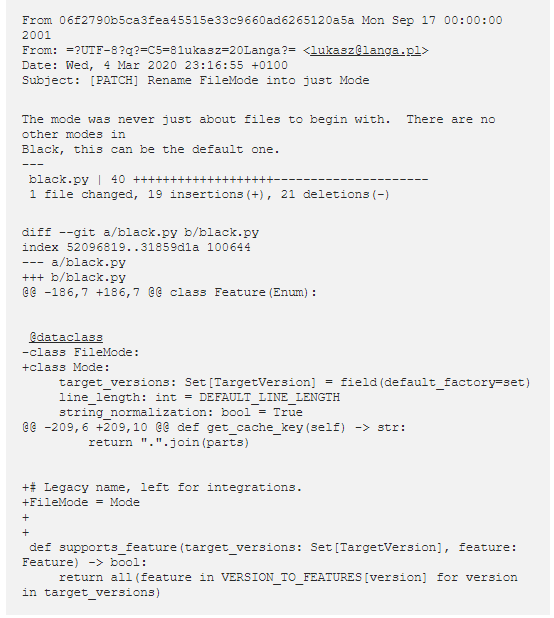 From 06f2790b5ca3fea45515e33c9660ad6265120a5a Mon Sep 17 00:00:00
2001
From: =?UTF-8?q?=C5=81ukasz=20Langa?= <lukasz@langa.pl>
Date: Wed, 4 Mar 2020 23:16:55 +0100
Subject: [PATCH] Rename FileMode into just Mode

The mode was never just about files to begin with.  There are no
other modes in
Black, this can be the default one.
---
 black.py | 40 +++++++++++++++++++---------------------
 1 file changed, 19 insertions(+), 21 deletions(-)

diff --git a/black.py b/black.py
index 52096819..31859d1a 100644
--- a/black.py
+++ b/black.py
@@ -186,7 +186,7 @@ class Feature(Enum):

 @dataclass
-class FileMode:
+class Mode:
     target_versions: Set[TargetVersion] = field(default_factory=set)
     line_length: int = DEFAULT_LINE_LENGTH
     string_normalization: bool = True
@@ -209,6 +209,10 @@ def get_cache_key(self) -> str:
         return ".".join(parts)

+# Legacy name, left for integrations.
+FileMode = Mode
+
+
 def supports_feature(target_versions: Set[TargetVersion], feature:
Feature) -> bool:
     return all(feature in VERSION_TO_FEATURES[version] for version
in target_versions)